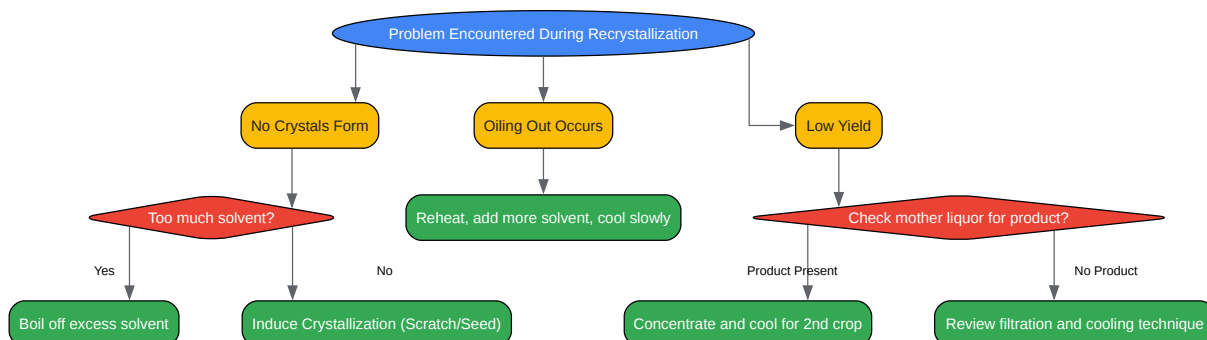 Problem Encountered During Recrystallization
No Crystals Form
Oiling Out Occurs
Low Yield
Too much solvent?
Reheat, add more solvent, cool slowly
Check mother liquor for product?
Yes
No
Product Present
No Product
Boil off excess solvent
Induce Crystallization (Scratch/Seed)
Concentrate and cool for 2nd crop
Review filtration and cooling technique